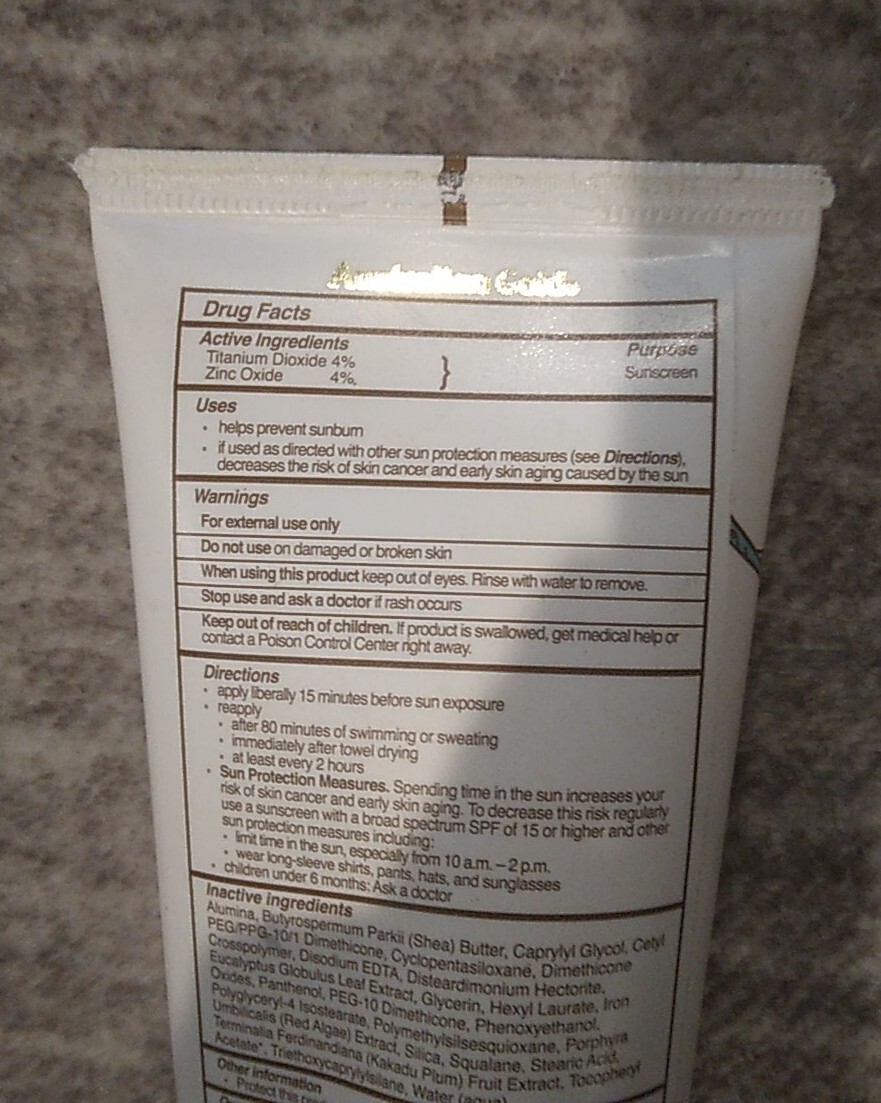 Australian Gold.
Drug Facts
Active Ingredients Purpose
Titanium Dioxide 4%
Zinc Oxide 4%, } Sunscreen
Uses
• helps prevent sunburn
• if used as directed with other sun protection measures (see Directions),
decreases the risk of skin cancer and early skin aging caused by the sun
Warnings
For external use only
Do not use on damaged or broken skin
When using this product keep out of eyes. Rinse with water to remove.
Stop use and ask a doctor if rash occurs
Keep out of reach of children. If product is swallowed, get medical help or
contact a Poison Control Center right away.
Directions
• apply liberally 15 minutes before sun exposure
• reapply
• after 80 minutes of swimming or sweating
• immediately after towel drying
• at least every 2 hours
• Sun Protection Measures. Spending time in the sun increases your
risk of skin cancer and early skin aging. To decrease this risk regularly
use a sunscreen with a broad spectrum SPF of 15 or higher and other
sun protection measures including:
• limit time in the sun, especially from 10 a.m. – 2 p.m.
• wear long-sleeve shirts, pants, hats, and sunglasses
• children under 6 months: Ask a doctor
Inactive ingredients
Alumina, Butyrospermum Parkii (Shea) Butter, Caprylyl Glycol, Cetyl
PEG/PPG-10/1 Dimethicone, Cyclopentasiloxane, Dimethicone
Crosspolymer, Disodium EDTA, Disteardimonium Hectorite,
Eucalyptus Globulus Leaf Extract, Glycerin, Hexyl Laurate, Iron
Oxides, Panthenol, PEG-10 Dimethicone, Phenoxyethanol,
Polyglyceryl-4 Isostearate, Polymethylsilsesquioxane, Porphyra
Umbilicalis (Red Algae) Extract, Silica, Squalane, Stearic Acid,
Terminalia Ferdinandiana (Kakadu Plum) Fruit Extract, Tocopheryl
Acetate*, Triethoxycaprylylsilane, Water (aqua)
Other information
• Protect this